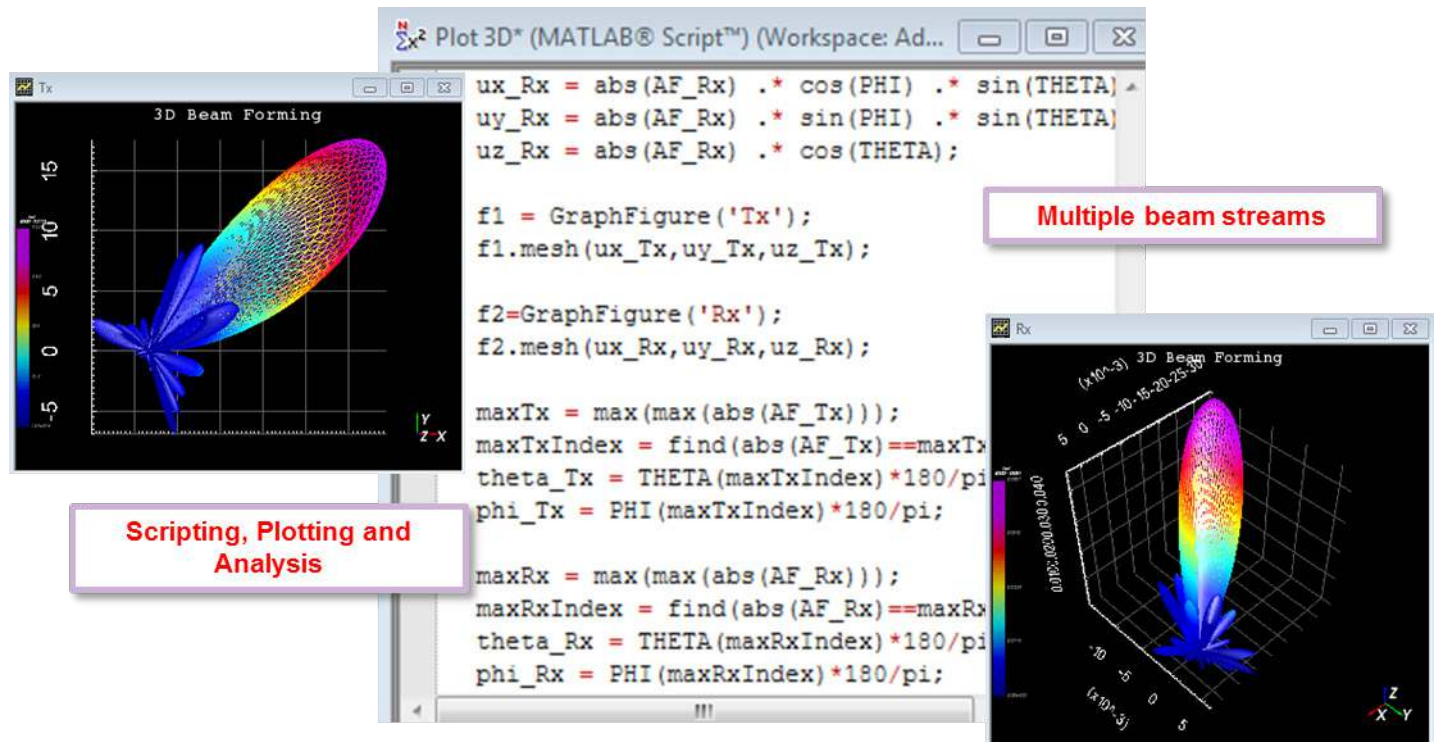 Plot 3D* (MATLAB® Script™) (Workspace: Ad...
ux_Rx = abs(AF_Rx) .* cos(PHI) .* sin(THETA)
uy_Rx = abs(AF_Rx) .* sin(PHI) .* sin(THETA)
uz_Rx = abs(AF_Rx) .* cos(THETA);
f1 = GraphFigure('Tx');
f1.mesh(ux_Tx,uy_Tx,uz_Tx);
f2=GraphFigure('Rx');
f2.mesh(ux_Rx,uy_Rx,uz_Rx);
maxTx = max(max(abs(AF_Tx)));
maxTxIndex = find(abs(AF_Tx)==maxTx
theta_Tx = THETA(maxTxIndex)*180/pi
phi_Tx = PHI(maxTxIndex)*180/pi;
maxRx = max(max(abs(AF_Rx)));
maxRxIndex = find(abs(AF_Rx)==maxRx
theta_Rx = THETA(maxRxIndex)*180/pi
phi_Rx = PHI(maxRxIndex)*180/pi;
Tx
3D Beam Forming
15
10
5
0
-5
Y
Z X
Scripting, Plotting and
Analysis
Multiple beam streams
Rx
3D Beam Forming
(x10^-3)
5 0 -5 -10 -15 -20 -25 -30
-10
-5
0
5
(x10^-3)
Z
X Y